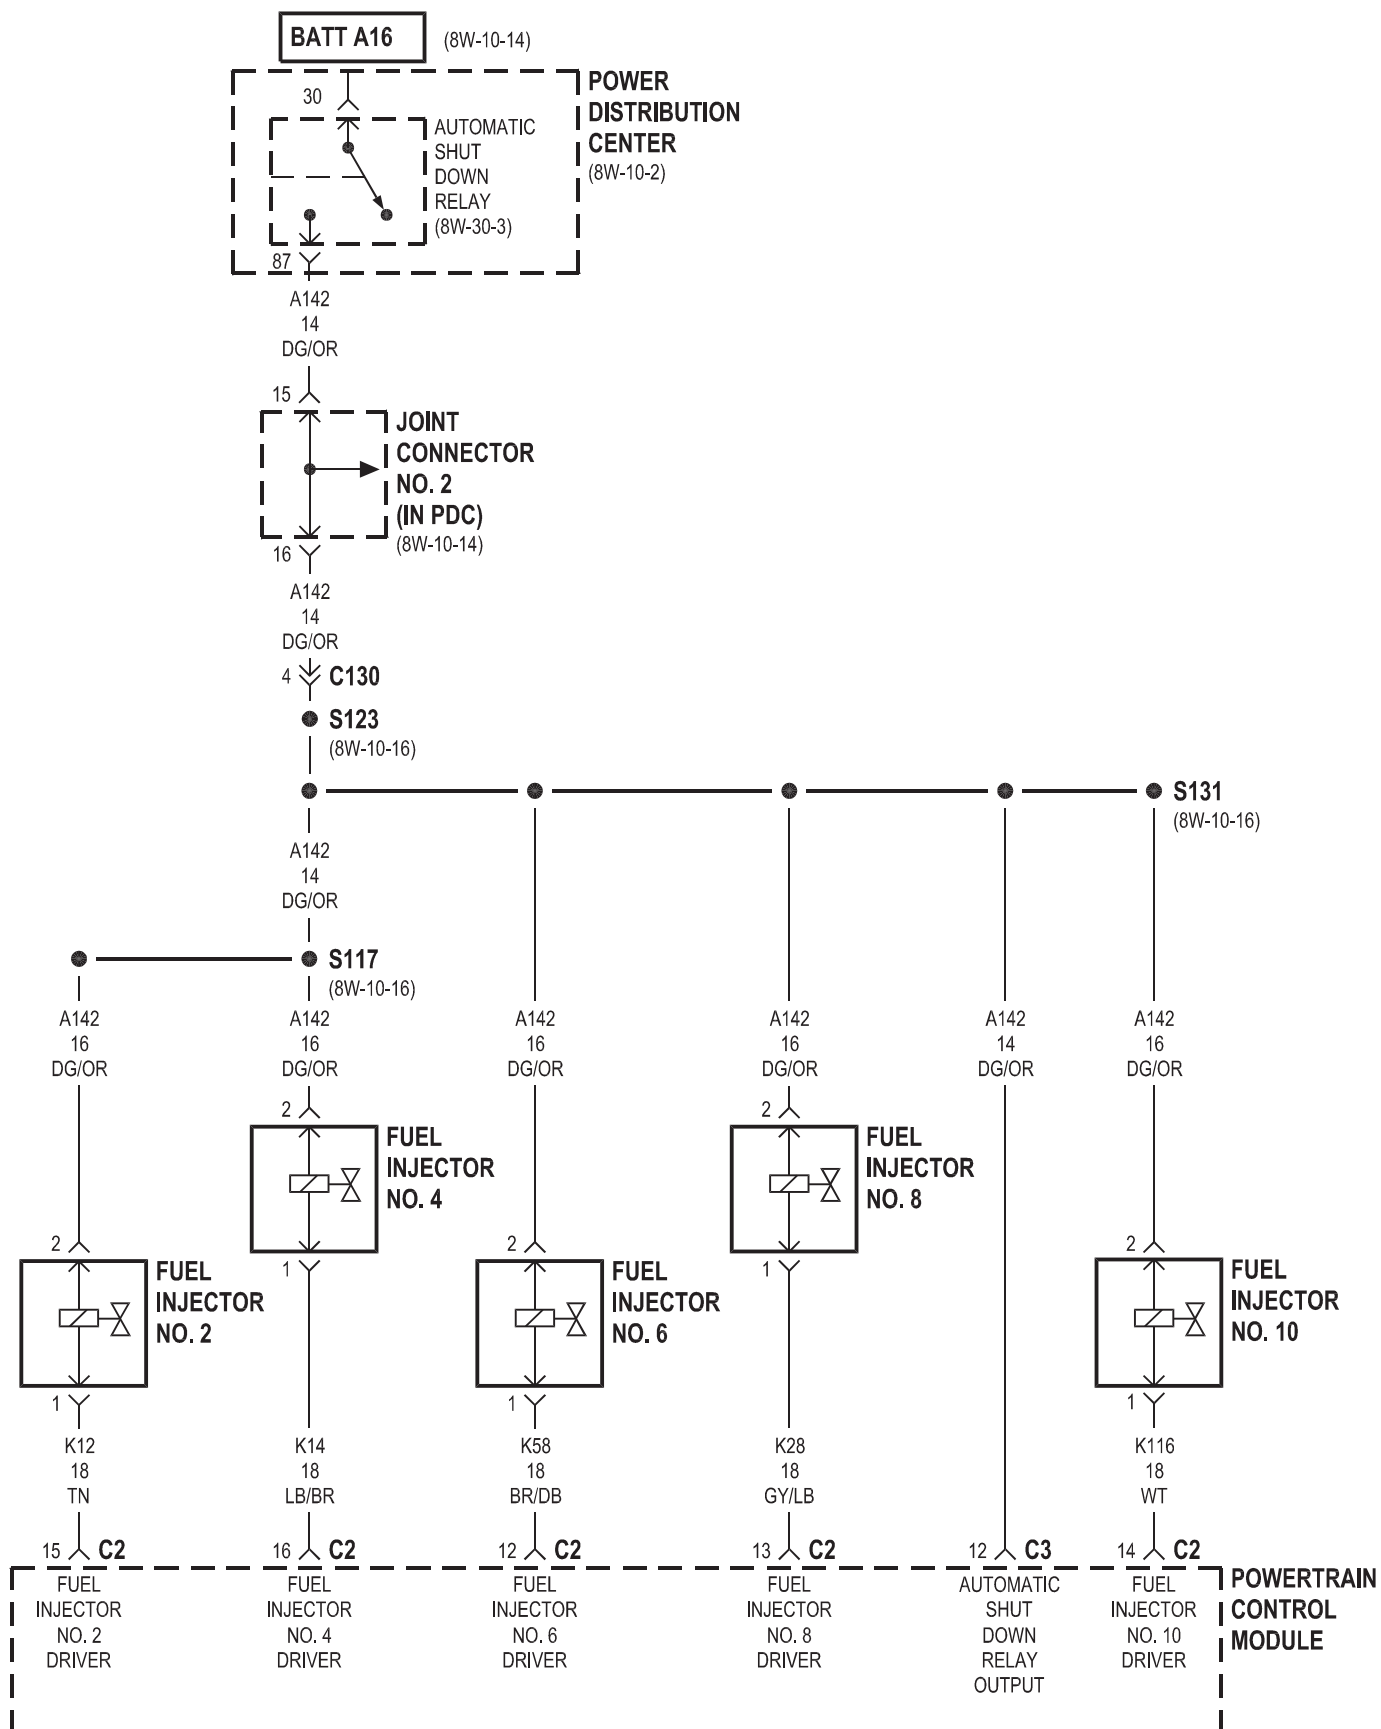 BATT A16 (8W-10-14)
POWER
DISTRIBUTION
CENTER
(8W-10-2)
30
AUTOMATIC
SHUT
DOWN
RELAY
(8W-30-3)
87
A142
14
DG/OR
15
JOINT
CONNECTOR
NO. 2
(IN PDC)
(8W-10-14)
16
A142
14
DG/OR
4 C130
S123
(8W-10-16)
S131
(8W-10-16)
A142
14
DG/OR
S117
(8W-10-16)
A142 A142 A142 A142 A142 A142
16 16 16 16 14 16
DG/OR DG/OR DG/OR DG/OR DG/OR DG/OR
2
FUEL
INJECTOR
NO. 4
1
2
FUEL
INJECTOR
NO. 8
1
2
FUEL
INJECTOR
NO. 2
1
2
FUEL
INJECTOR
NO. 6
1
2
FUEL
INJECTOR
NO. 10
1
K12 K14 K58 K28 K116
18 18 18 18 18
TN LB/BR BR/DB GY/LB WT
15 C2 16 C2 12 C2 13 C2 12 C3 14 C2
FUEL
INJECTOR
NO. 2
DRIVER
FUEL
INJECTOR
NO. 4
DRIVER
FUEL
INJECTOR
NO. 6
DRIVER
FUEL
INJECTOR
NO. 8
DRIVER
AUTOMATIC
SHUT
DOWN
RELAY
OUTPUT
FUEL
INJECTOR
NO. 10
DRIVER
POWERTRAIN
CONTROL
MODULE